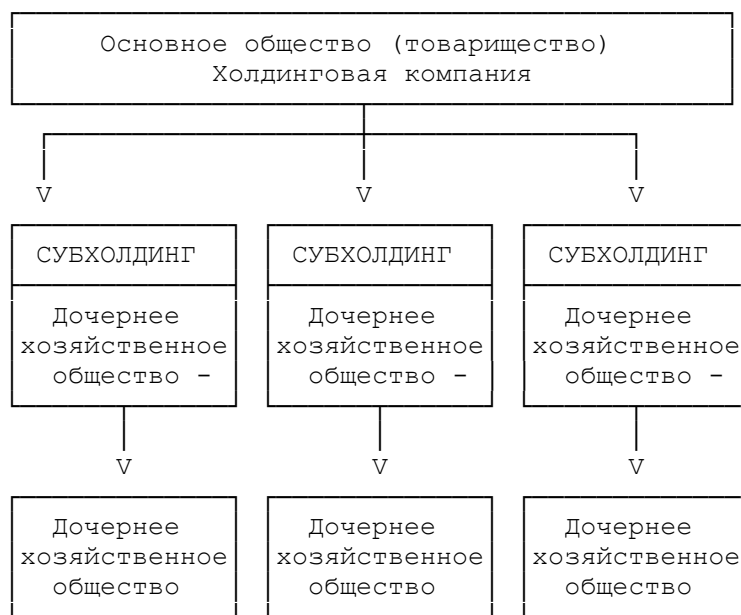 Основное общество (товарищество)
Холдинговая компания
V V V
СУБХОЛДИНГ СУБХОЛДИНГ СУБХОЛДИНГ
Дочернее Дочернее Дочернее
хозяйственное хозяйственное хозяйственное
общество - общество - общество -
V V V
Дочернее Дочернее Дочернее
хозяйственное хозяйственное хозяйственное
общество общество общество